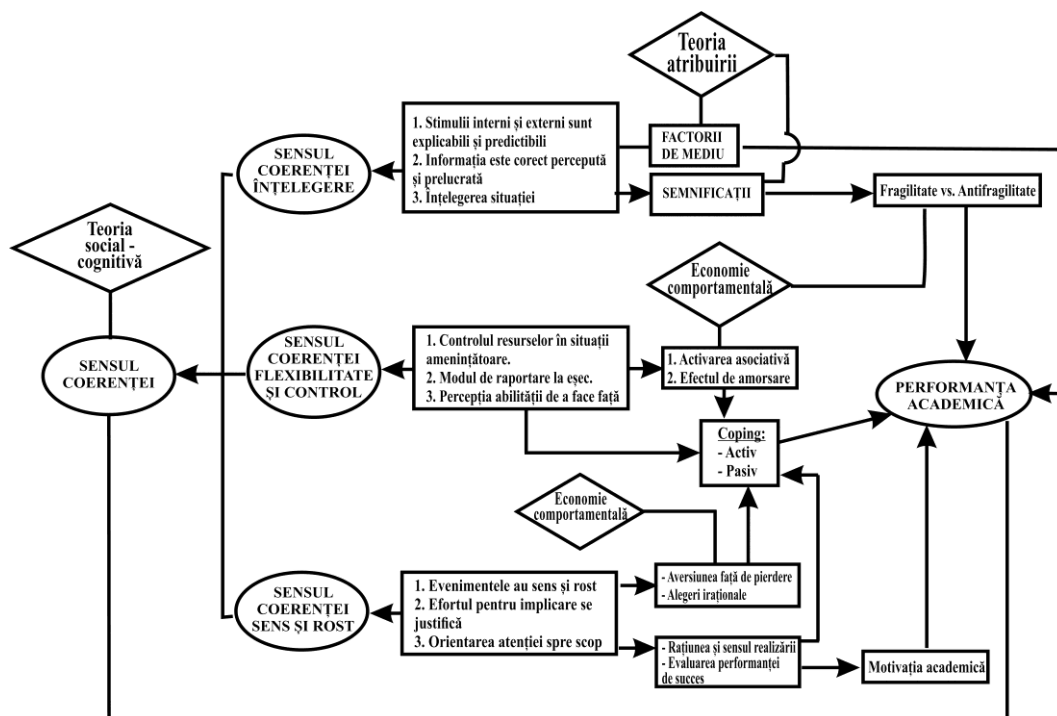 Teoria
atribuirii
1. Stimulii interni și externi sunt
explicabili și predictibili
2. Informația este corect percepută
și prelucrată
3. Înțelegerea situației
FACTORII
DE MEDIU
SENSUL
COERENȚEI
ÎNȚELEGERE
SEMNIFICAȚII
Fragilitate vs. Antifragilitate
Teoria
social -
cognitivă
Economie
comportamentală
SENSUL
COERENȚEI
SENSUL
COERENȚEI
FLEXIBILITATE
ȘI CONTROL
1. Controlul resurselor în situații
amenințătoare.
2. Modul de raportare la eșec.
3. Percepția abilității de a face față
1. Activarea asociativă
2. Efectul de amorsare
PERFORMANȚA
ACADEMICĂ
Coping:
- Activ
- Pasiv
Economie
comportamentală
SENSUL
COERENȚEI
SENS ȘI ROST
1. Evenimentele au sens și rost
2. Efortul pentru implicare se
justifică
3. Orientarea atenției spre scop
- Aversiunea față de pierdere
- Alegeri iraționale
- Rațiunea și sensul realizării
- Evaluarea performanței
de succes
Motivația academică